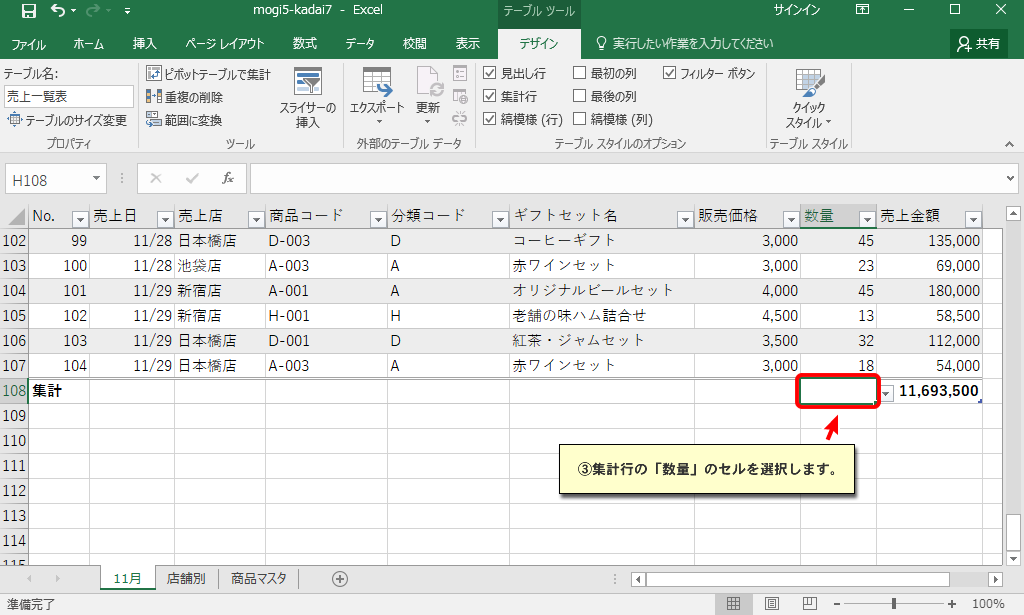 mogi5-kadai7 - Excel
テーブル ツール
サインイン
ファイル ホーム 挿入 ページ レイアウト 数式 データ 校閲 表示 デザイン 実行したい作業を入力してください 共有
テーブル名:
売上一覧表
テーブルのサイズ変更
プロパティ
ピボットテーブルで集計
重複の削除
範囲に変換
スライサーの
挿入
ツール
エクスポート
更新
外部のテーブル データ
見出し行 最初の列 フィルター ボタン
集計行 最後の列
縞模様 (行) 縞模様 (列)
テーブル スタイルのオプション
クイック
スタイル
テーブル スタイル
H108 fx
No. 売上日 売上店 商品コード 分類コード ギフトセット名 販売価格 数量 売上金額
102 99 11/28 日本橋店 D-003 D コーヒーギフト 3,000 45 135,000
103 100 11/28 池袋店 A-003 A 赤ワインセット 3,000 23 69,000
104 101 11/29 新宿店 A-001 A オリジナルビールセット 4,000 45 180,000
105 102 11/29 新宿店 H-001 H 老舗の味ハム詰合せ 4,500 13 58,500
106 103 11/29 日本橋店 D-001 D 紅茶・ジャムセット 3,500 32 112,000
107 104 11/29 日本橋店 A-003 A 赤ワインセット 3,000 18 54,000
108 集計 11,693,500
109
110
111
③集計行の「数量」のセルを選択します。
112
113
114
115
11月 店舗別 商品マスタ
準備完了 100%